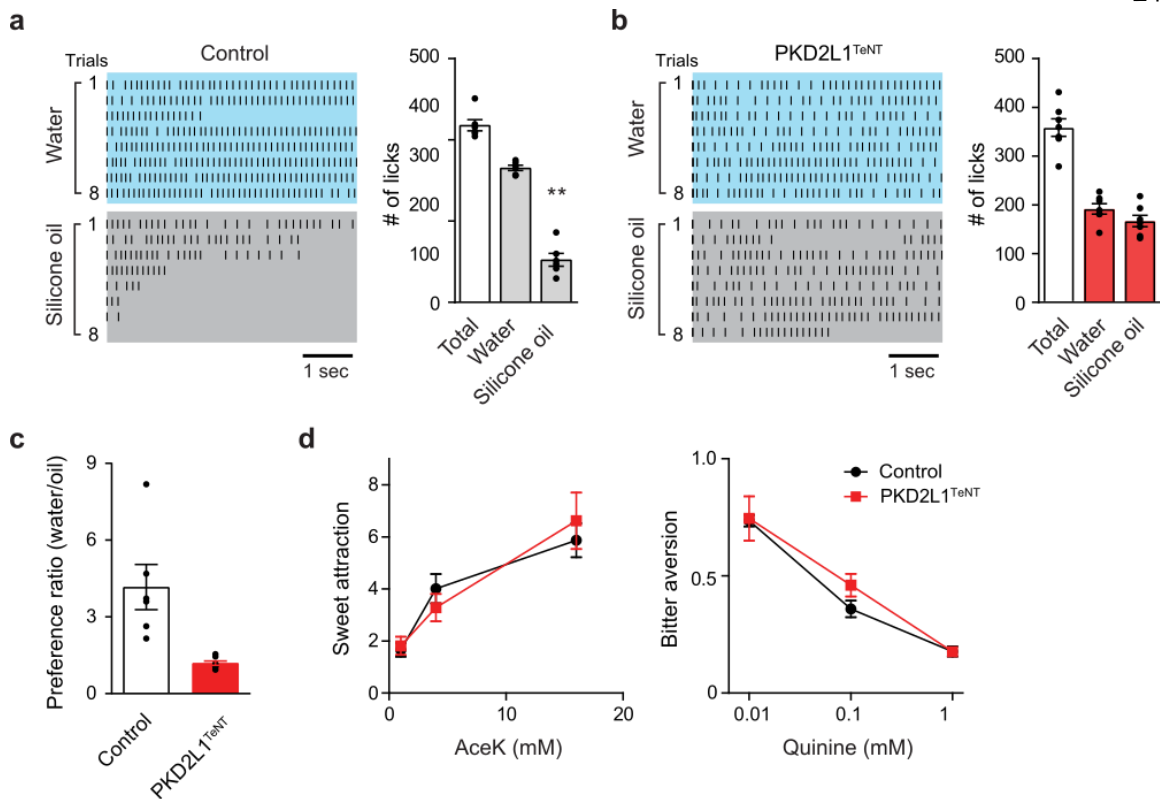 a
Control
Trials
1
Water
8
1
Silicone oil
8
1 sec
# of licks
500
400
300
200
100
0
**
Total
Water
Silicone oil
b
PKD2L1TeNT
Trials
1
Water
8
1
Silicone oil
8
1 sec
# of licks
500
400
300
200
100
0
Total
Water
Silicone oil
c
Preference ratio (water/oil)
9
6
3
0
Control
PKD2L1TeNT
d
Sweet attraction
8
6
4
2
0
0
10
20
AceK (mM)
Bitter aversion
1.0
0.5
0
0.01
0.1
1
Quinine (mM)
Control
PKD2L1TeNT